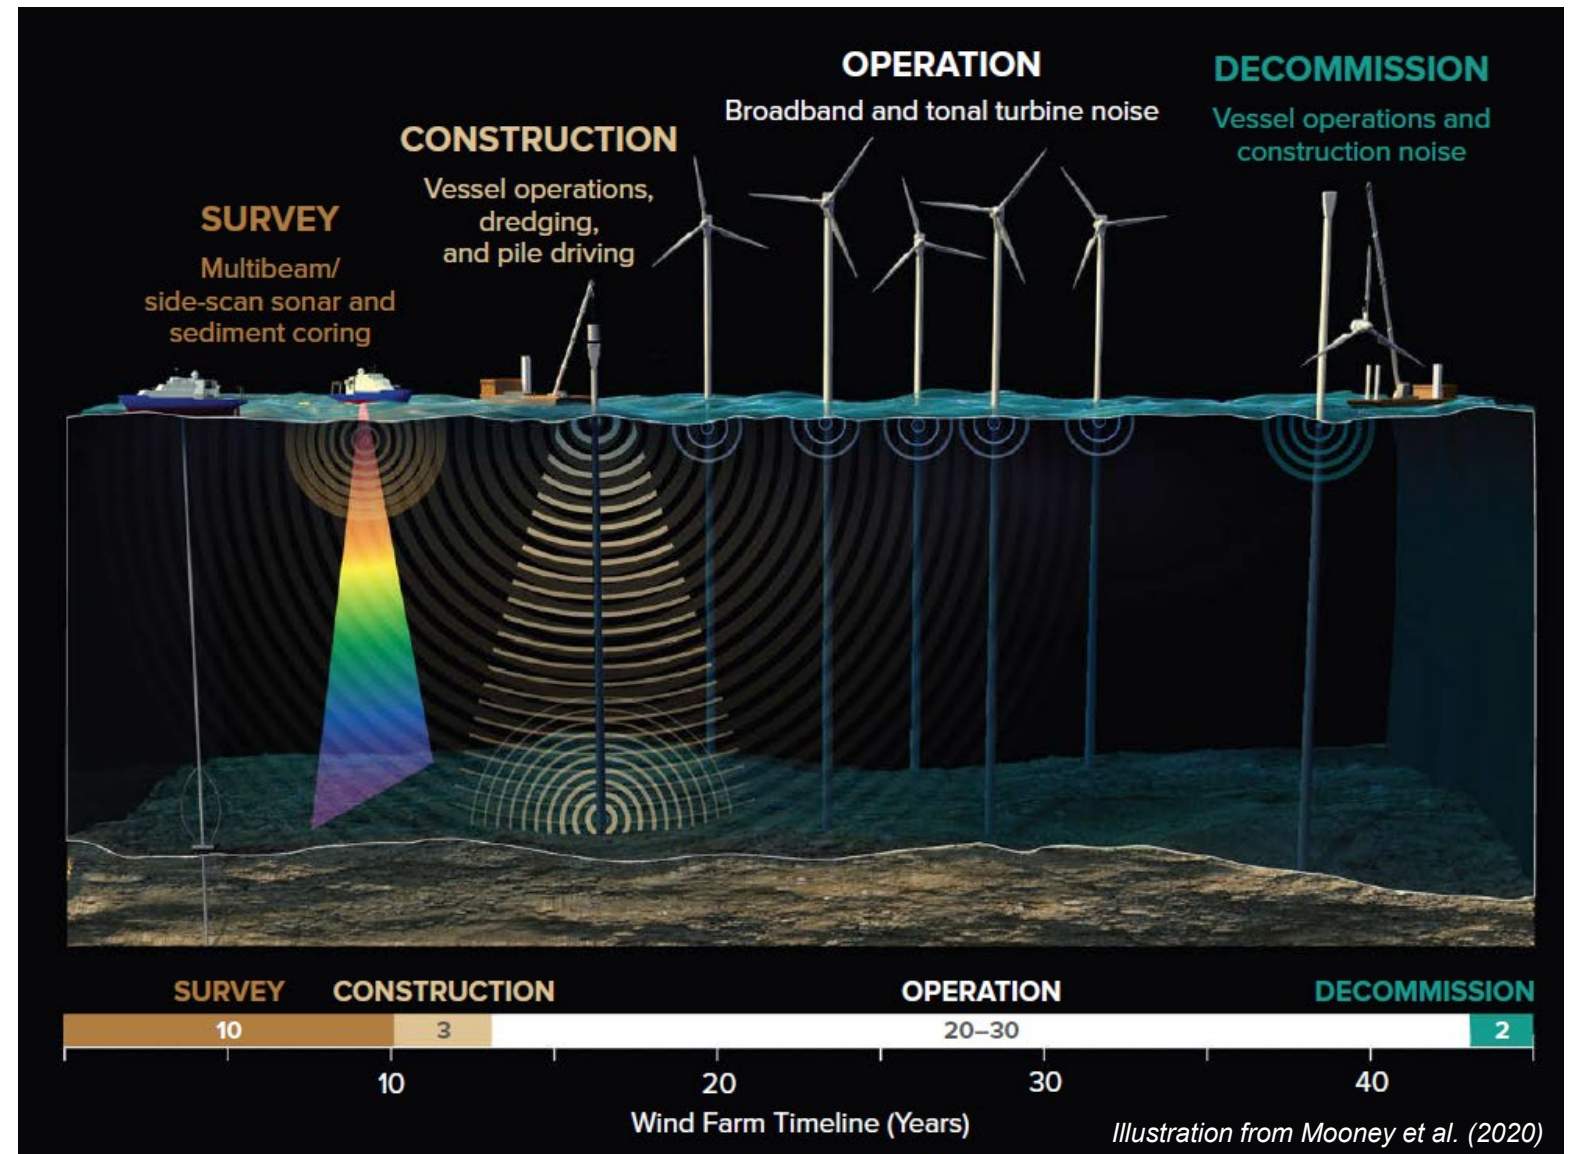 OPERATION
Broadband and tonal turbine noise
DECOMMISSION
Vessel operations and
construction noise
CONSTRUCTION
Vessel operations,
dredging,
and pile driving
SURVEY
Multibeam/
side-scan sonar and
sediment coring
SURVEY CONSTRUCTION OPERATION DECOMMISSION
10 3 20–30 2
10 20 30 40
Wind Farm Timeline (Years)
Illustration from Mooney et al. (2020)